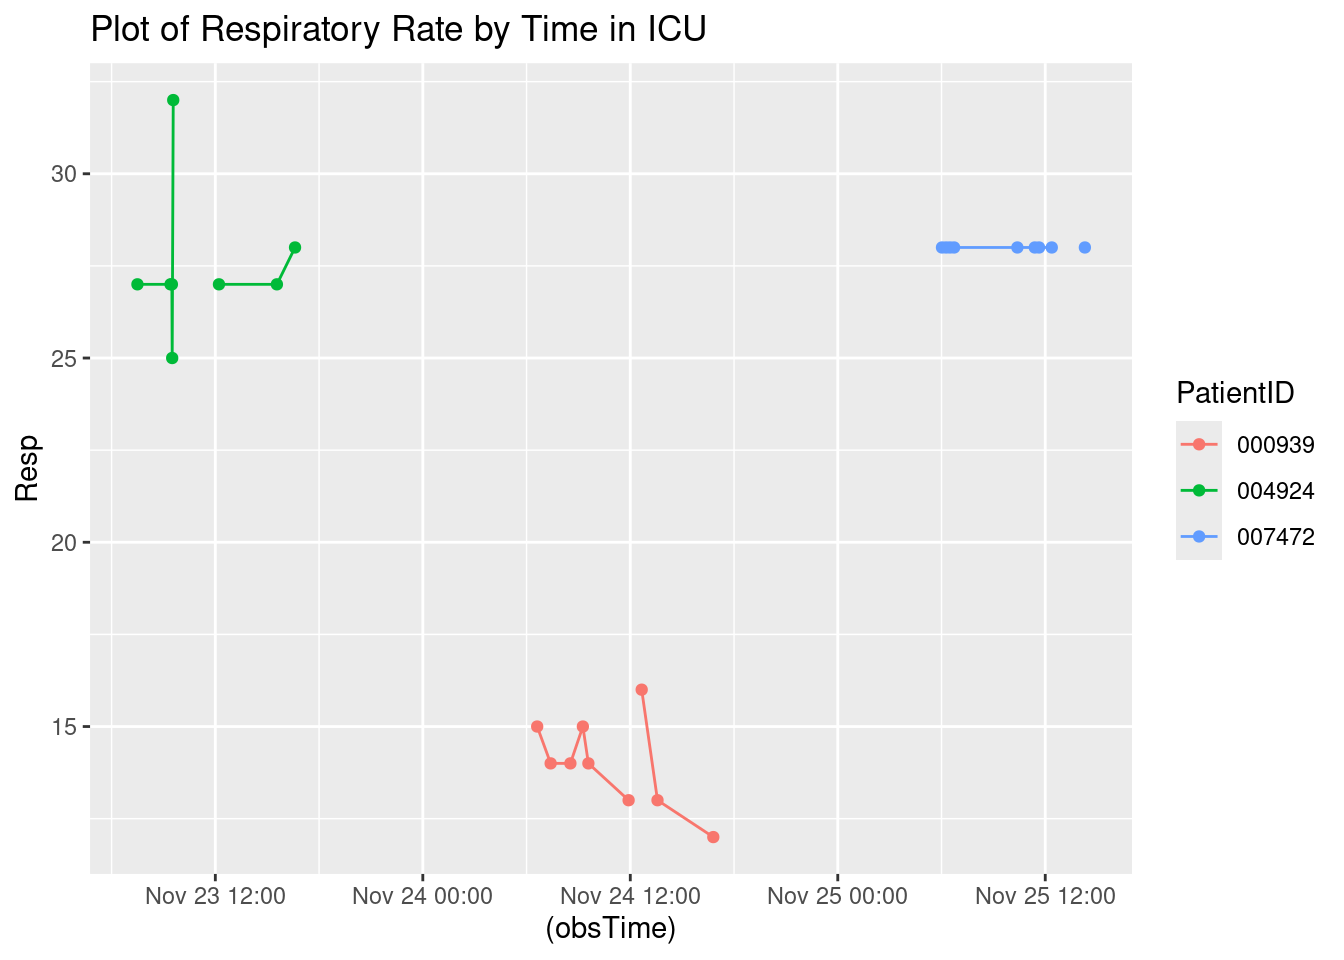 Plot of Respiratory Rate by Time in ICU
30
25
20
15
Resp
Nov 23 12:00
Nov 24 00:00
Nov 24 12:00
Nov 25 00:00
Nov 25 12:00
(obsTime)
PatientID
000939
004924
007472